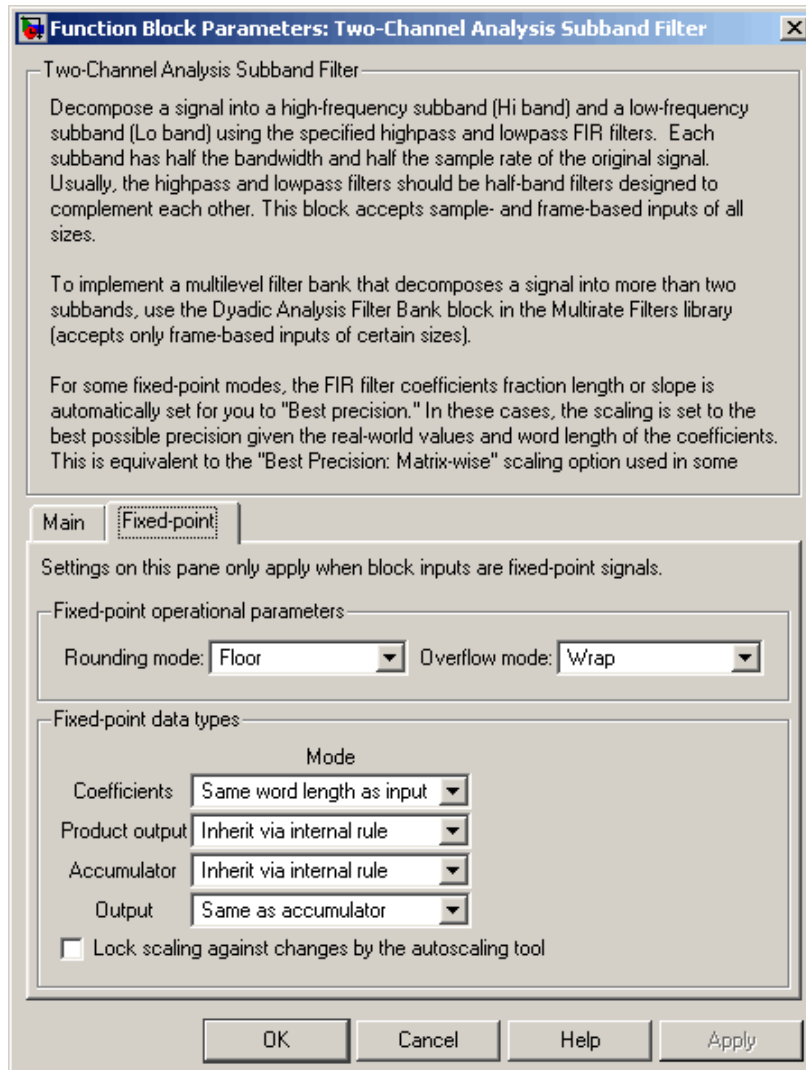 Function Block Parameters: Two-Channel Analysis Subband Filter
Two-Channel Analysis Subband Filter
Decompose a signal into a high-frequency subband (Hi band) and a low-frequency
subband (Lo band) using the specified highpass and lowpass FIR filters.  Each
subband has half the bandwidth and half the sample rate of the original signal.
Usually, the highpass and lowpass filters should be half-band filters designed to
complement each other. This block accepts sample- and frame-based inputs of all
sizes.
To implement a multilevel filter bank that decomposes a signal into more than two
subbands, use the Dyadic Analysis Filter Bank block in the Multirate Filters library
(accepts only frame-based inputs of certain sizes).
For some fixed-point modes, the FIR filter coefficients fraction length or slope is
automatically set for you to "Best precision." In these cases, the scaling is set to the
best possible precision given the real-world values and word length of the coefficients.
This is equivalent to the "Best Precision: Matrix-wise" scaling option used in some
Main Fixed-point
Settings on this pane only apply when block inputs are fixed-point signals.
Fixed-point operational parameters
Rounding mode: Floor Overflow mode: Wrap
Fixed-point data types
Mode
Coefficients Same word length as input
Product output Inherit via internal rule
Accumulator Inherit via internal rule
Output Same as accumulator
Lock scaling against changes by the autoscaling tool
OK Cancel Help Apply